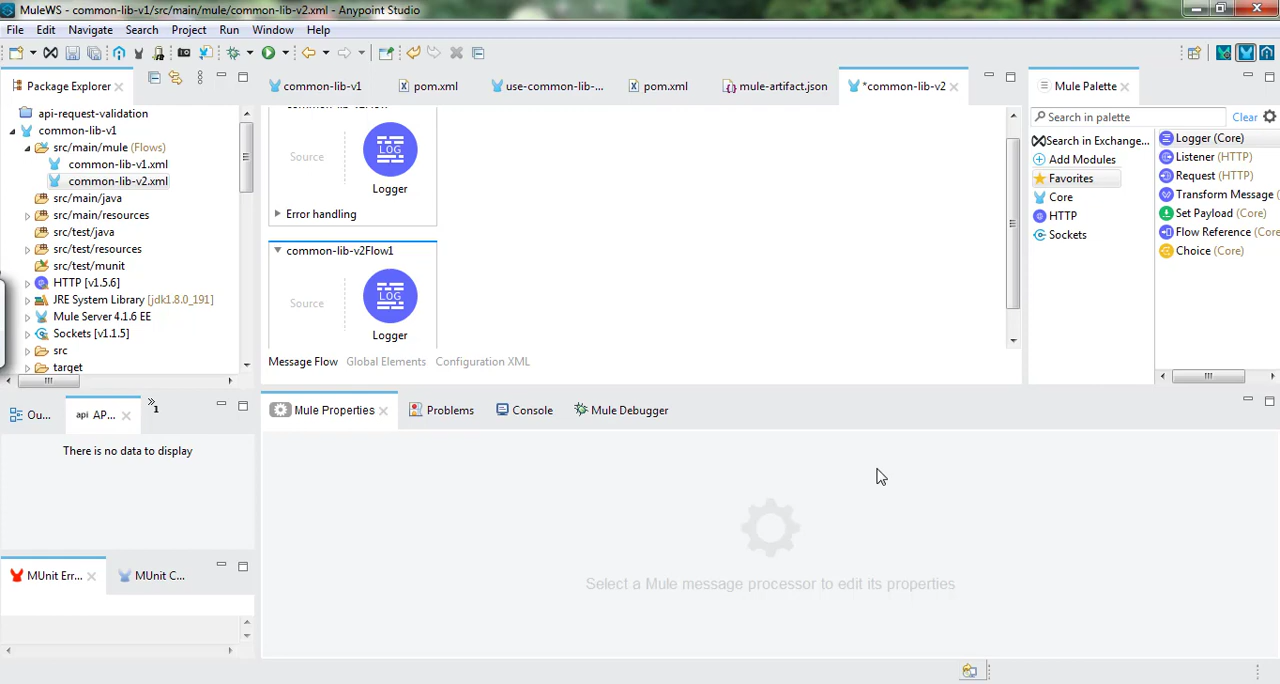 MuleWS - common-lib-v1/src/main/mule/common-lib-v2.xml - Anypoint Studio
File Edit Navigate Search Project Run Window Help
Package Explorer
common-lib-v1 pom.xml use-common-lib-... pom.xml mule-artifact.json *common-lib-v2
Mule Palette
api-request-validation
common-lib-v1
src/main/mule (Flows)
common-lib-v1.xml
common-lib-v2.xml
src/main/java
src/main/resources
src/test/java
src/test/resources
src/test/munit
HTTP [v1.5.6]
JRE System Library [jdk1.8.0_191]
Mule Server 4.1.6 EE
Sockets [v1.1.5]
src
target
Source
LOG
Logger
Error handling
common-lib-v2Flow1
Source
LOG
Logger
Message Flow Global Elements Configuration XML
Search in palette Clear
Search in Exchange...
Add Modules
Favorites
Core
HTTP
Sockets
Logger (Core)
Listener (HTTP)
Request (HTTP)
Transform Message
Set Payload (Core)
Flow Reference (Core
Choice (Core)
Ou... api AP... 1
There is no data to display
MUnit Err... MUnit C...
Mule Properties Problems Console Mule Debugger
Select a Mule message processor to edit its properties